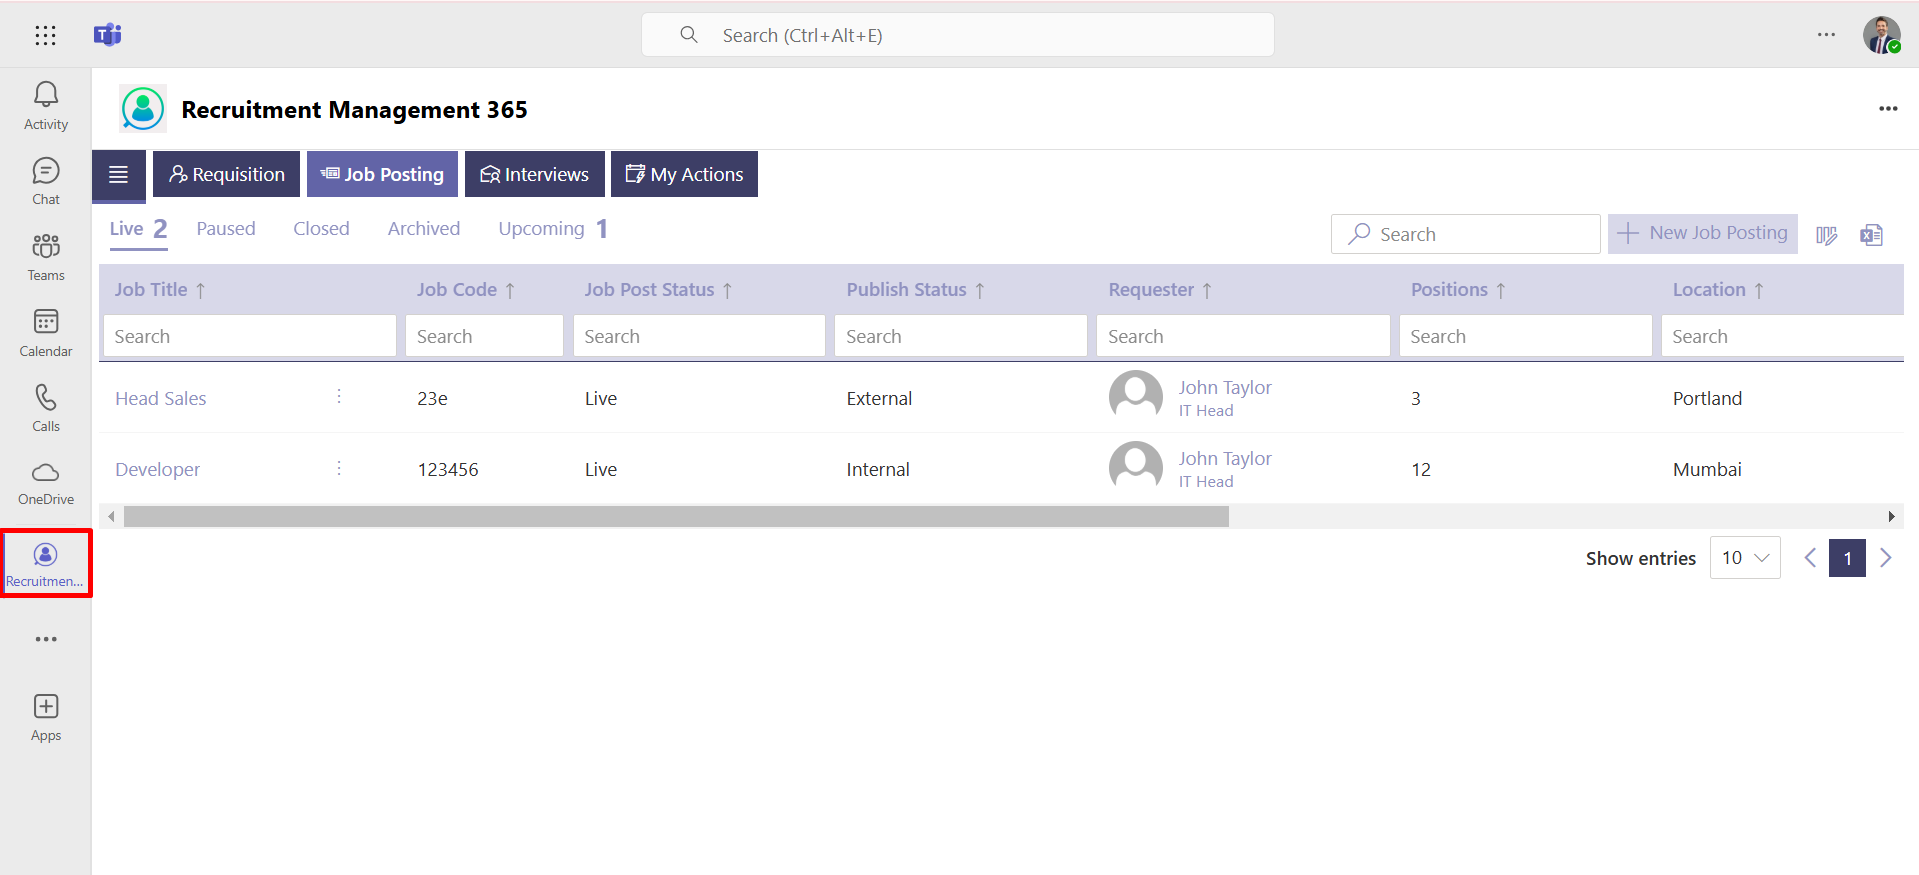 Search (Ctrl+Alt+E)
Activity
Chat
Teams
Calendar
Calls
OneDrive
Recruitmen...
Apps
Recruitment Management 365
Requisition
Job Posting
Interviews
My Actions
Live 2
Paused
Closed
Archived
Upcoming 1
Search
New Job Posting
Job Title ↑ Job Code ↑ Job Post Status ↑ Publish Status ↑ Requester ↑ Positions ↑ Location ↑
Search Search Search Search Search Search Search
Head Sales 23e Live External John Taylor 3 Portland
IT Head
Developer 123456 Live Internal John Taylor 12 Mumbai
IT Head
Show entries 10 1